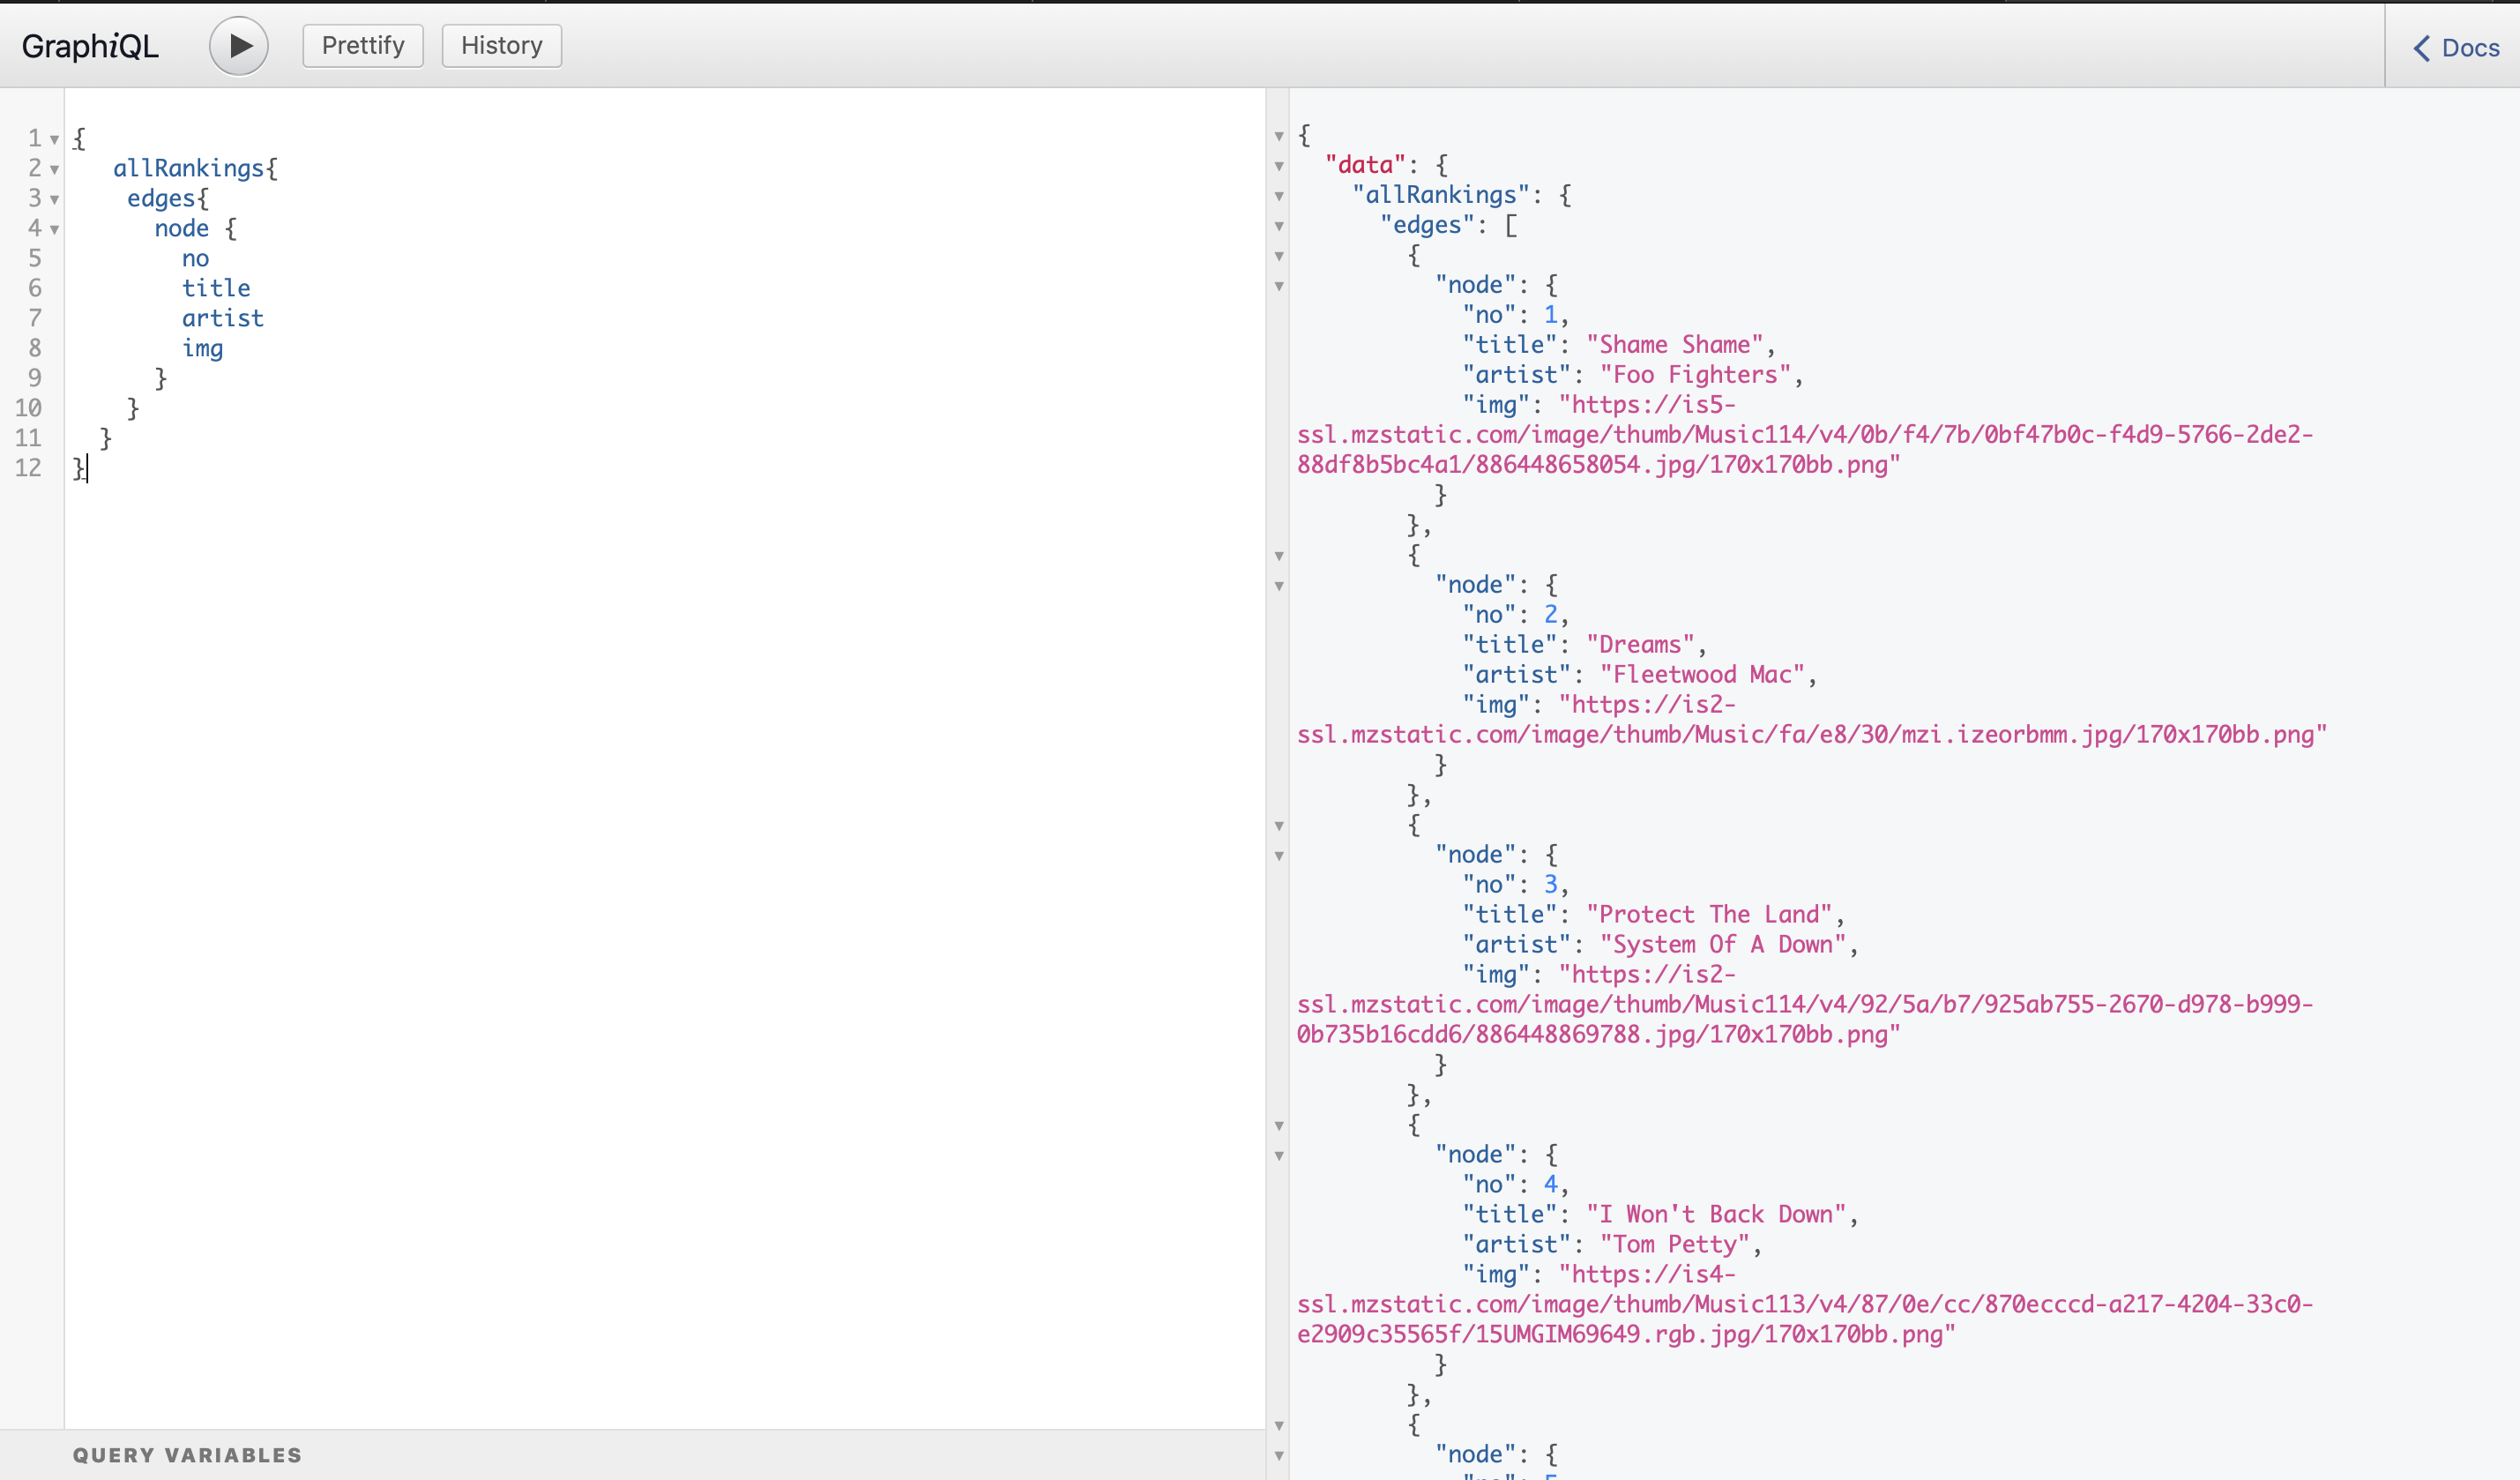 GraphiQL
Prettify
History
Docs
1 {
2 allRankings{
3 edges{
4 node {
5 no
6 title
7 artist
8 img
9 }
10 }
11 }
12 }
QUERY VARIABLES
{
"data": {
"allRankings": {
"edges": [
{
"node": {
"no": 1,
"title": "Shame Shame",
"artist": "Foo Fighters",
"img": "https://is5-
ssl.mzstatic.com/image/thumb/Music114/v4/0b/f4/7b/0bf47b0c-f4d9-5766-2de2-
88df8b5bc4a1/886448658054.jpg/170x170bb.png"
}
},
{
"node": {
"no": 2,
"title": "Dreams",
"artist": "Fleetwood Mac",
"img": "https://is2-
ssl.mzstatic.com/image/thumb/Music/fa/e8/30/mzi.izeorbmm.jpg/170x170bb.png"
}
},
{
"node": {
"no": 3,
"title": "Protect The Land",
"artist": "System Of A Down",
"img": "https://is2-
ssl.mzstatic.com/image/thumb/Music114/v4/92/5a/b7/925ab755-2670-d978-b999-
0b735b16cdd6/886448869788.jpg/170x170bb.png"
}
},
{
"node": {
"no": 4,
"title": "I Won't Back Down",
"artist": "Tom Petty",
"img": "https://is4-
ssl.mzstatic.com/image/thumb/Music113/v4/87/0e/cc/870ecccd-a217-4204-33c0-
e2909c35565f/15UMGIM69649.rgb.jpg/170x170bb.png"
}
},
{
"node": {